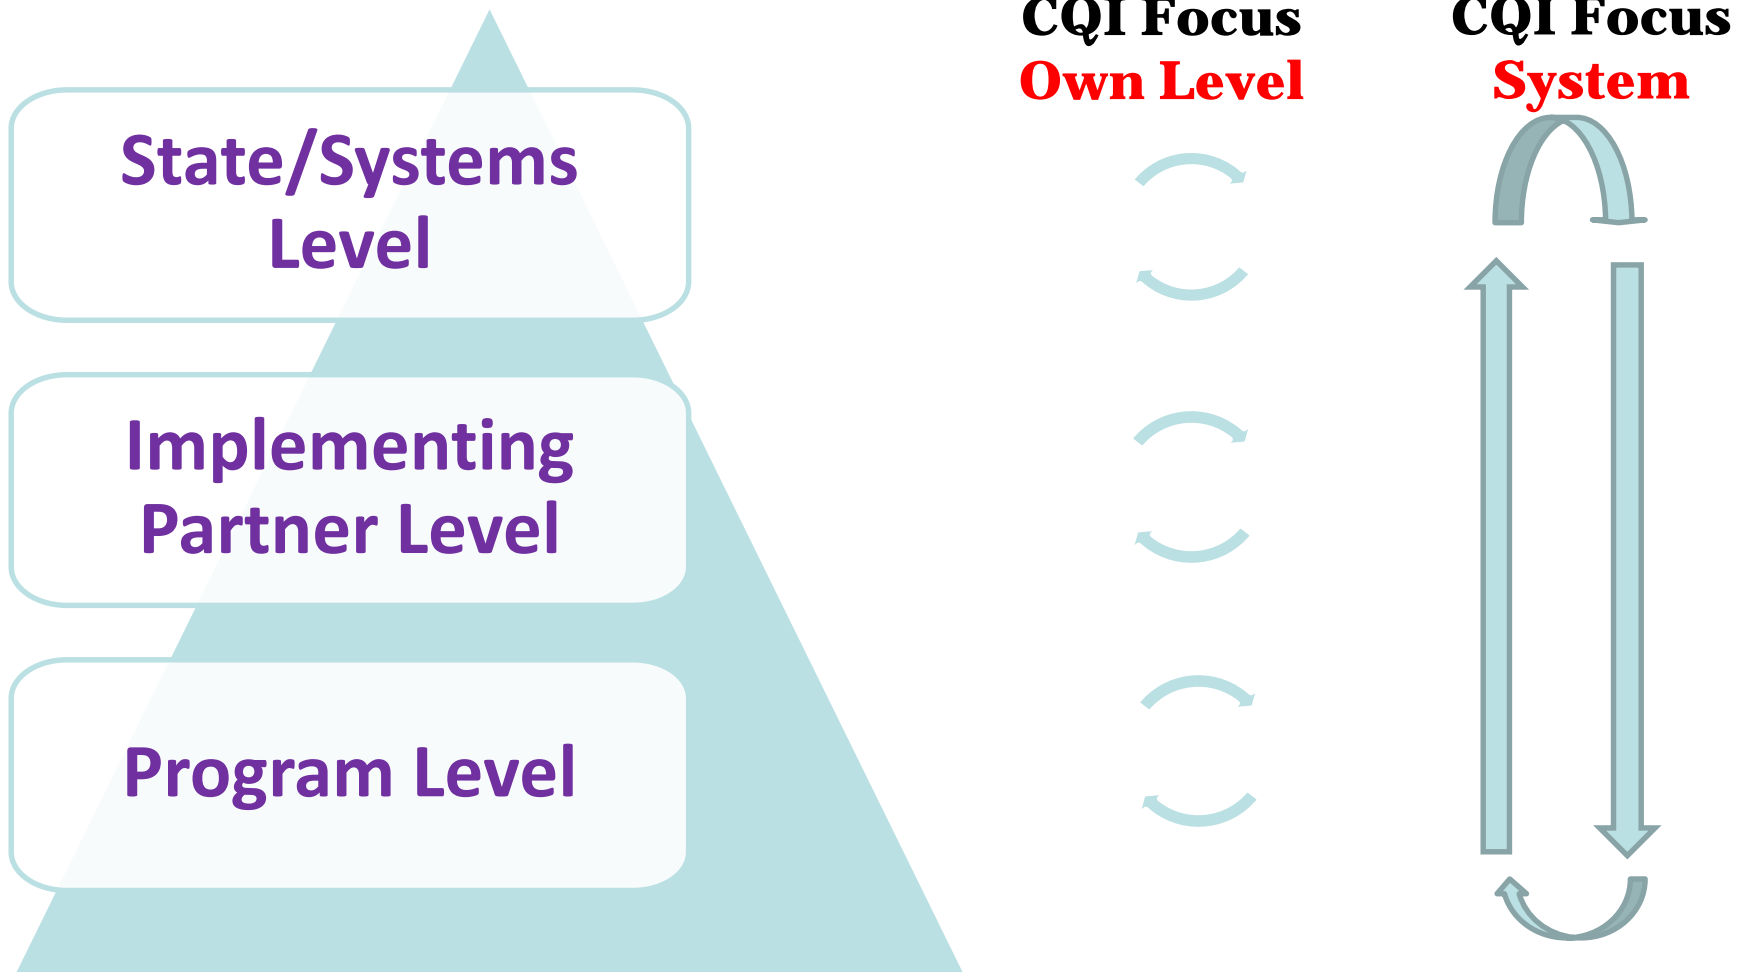 CQI Focus
Own Level
CQI Focus
System
State/Systems
Level
Implementing
Partner Level
Program Level